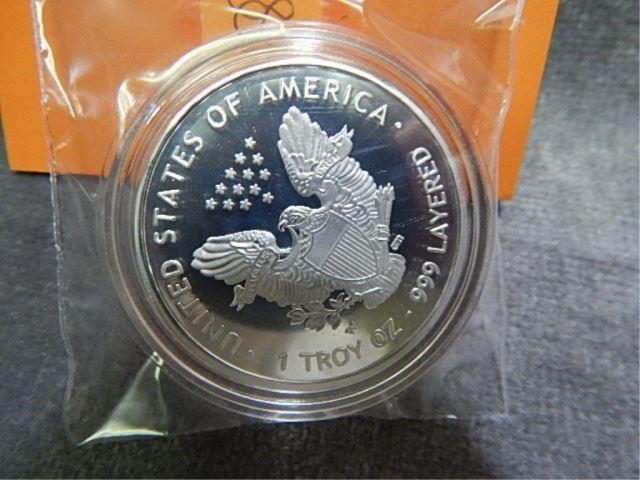 UNITED STATES OF AMERICA
1 TROY OZ · 999 LAYERED